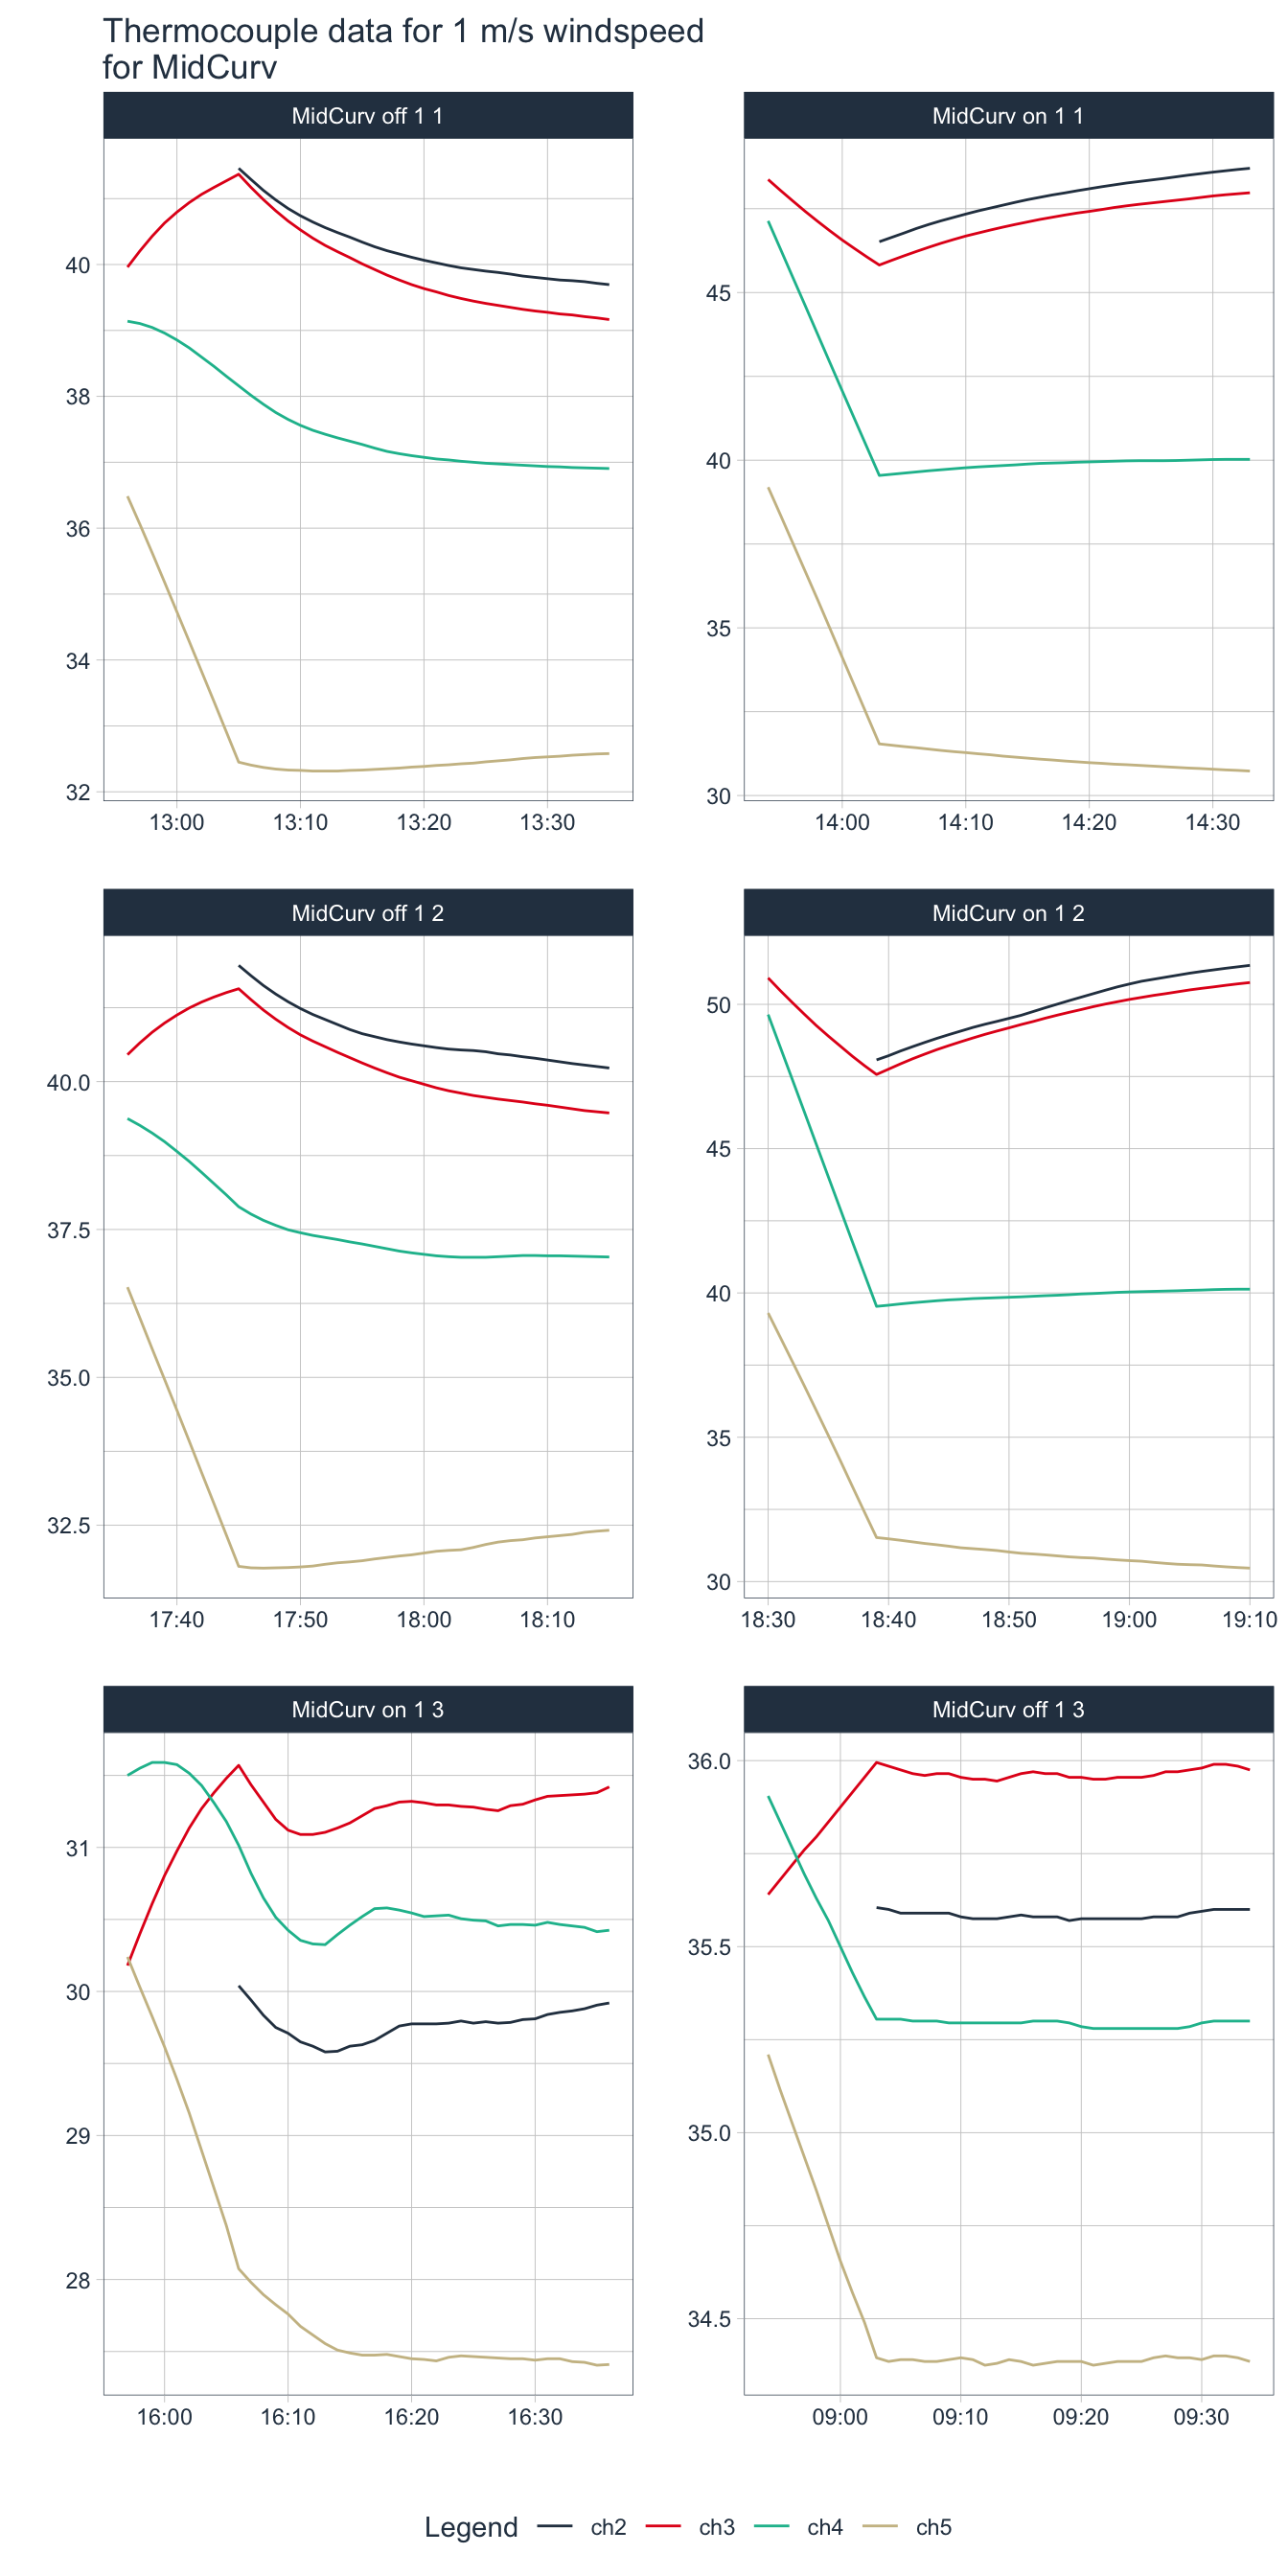 Thermocouple data for 1 m/s windspeed
for MidCurv
MidCurv off 1 1
40
38
36
34
32
13:00 13:10 13:20 13:30
MidCurv on 1 1
45
40
35
30
14:00 14:10 14:20 14:30
MidCurv off 1 2
40.0
37.5
35.0
32.5
17:40 17:50 18:00 18:10
MidCurv on 1 2
50
45
40
35
30
18:30 18:40 18:50 19:00 19:10
MidCurv on 1 3
31
30
29
28
16:00 16:10 16:20 16:30
MidCurv off 1 3
36.0
35.5
35.0
34.5
09:00 09:10 09:20 09:30
Legend ch2 ch3 ch4 ch5